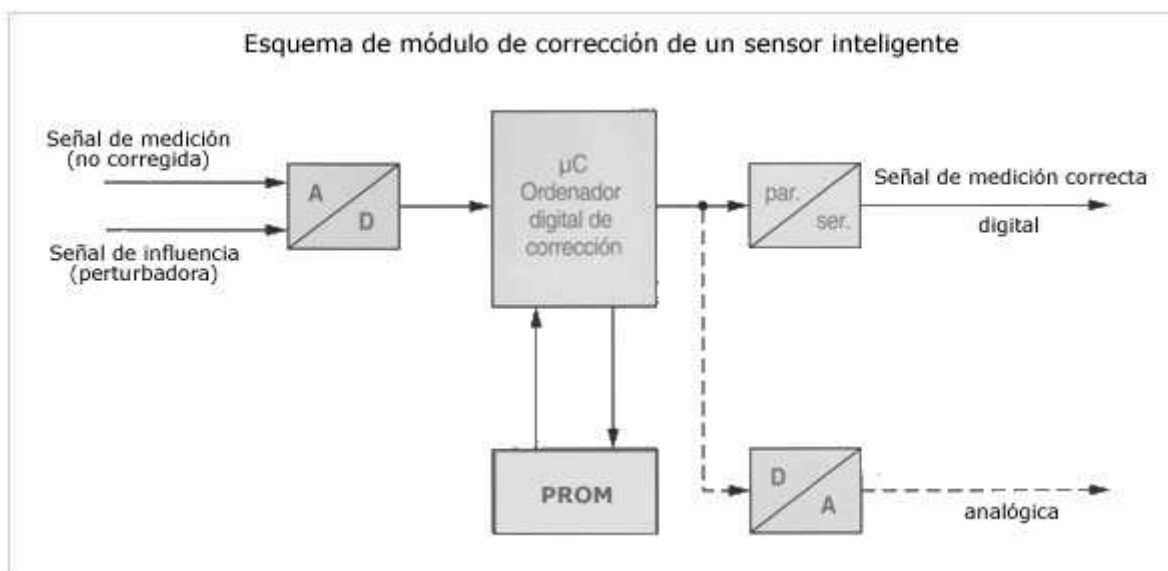 Esquema de módulo de corrección de un sensor inteligente
Señal de medición
(no corregida)
A
D
Señal de influencia
(perturbadora)
µC
Ordenador
digital de
corrección
par.
ser.
Señal de medición correcta
digital
PROM
D
A
analógica